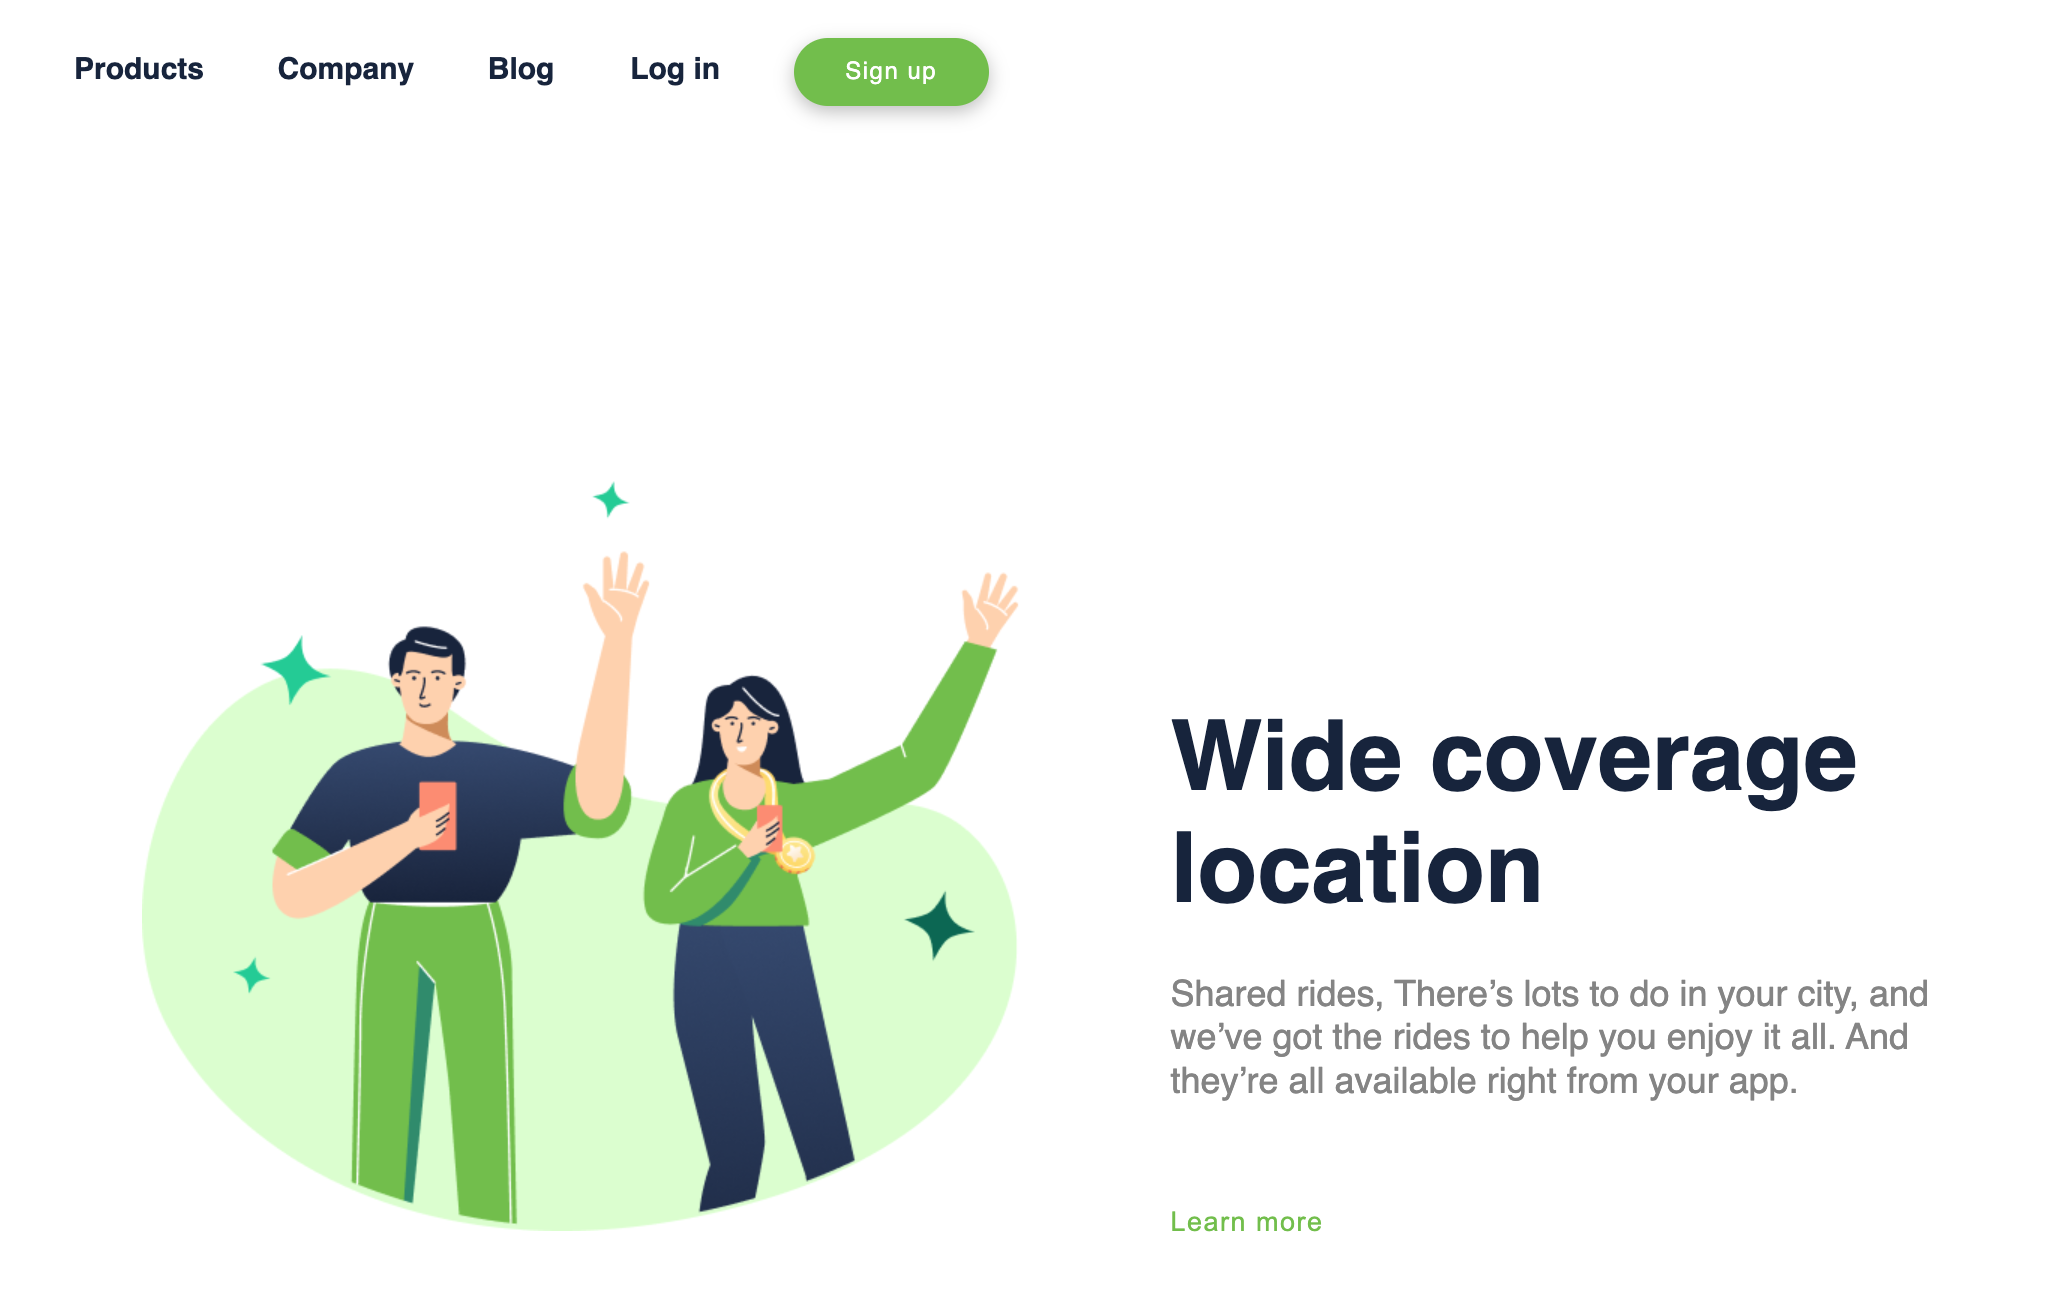 Products Company Blog Log in Sign up
Wide coverage
location
Shared rides, There’s lots to do in your city, and
we’ve got the rides to help you enjoy it all. And
they’re all available right from your app.
Learn more